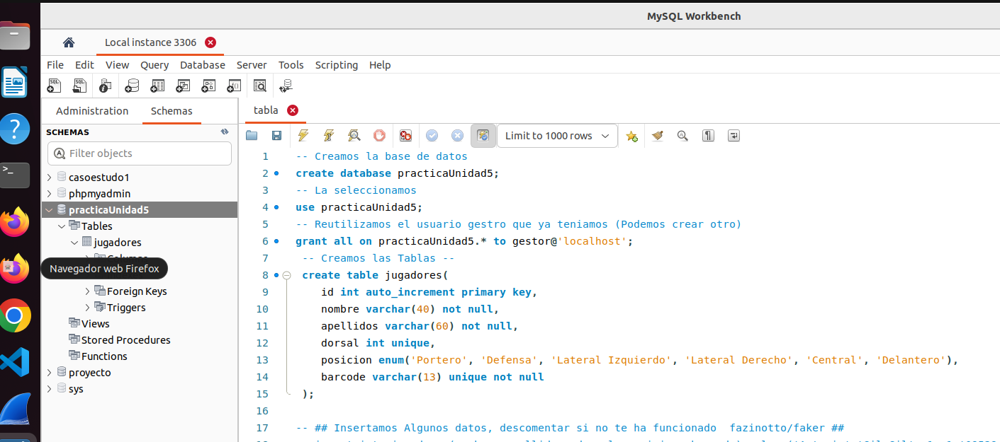 MySQL Workbench
Local instance 3306
File Edit View Query Database Server Tools Scripting Help
Administration Schemas
SCHEMAS
Filter objects
casoestudo1
phpmyadmin
practicaUnidad5
Tables
jugadores
Navegador web Firefox
Foreign Keys
Triggers
Views
Stored Procedures
Functions
proyecto
sys
tabla
Limit to 1000 rows
1 -- Creamos la base de datos
2 create database practicaUnidad5;
3 -- La seleccionamos
4 use practicaUnidad5;
5 -- Reutilizamos el usuario gestro que ya teniamos (Podemos crear otro)
6 grant all on practicaUnidad5.* to gestor@'localhost';
7 -- Creamos las Tablas --
8 create table jugadores(
9 id int auto_increment primary key,
10 nombre varchar(40) not null,
11 apellidos varchar(60) not null,
12 dorsal int unique,
13 posicion enum('Portero', 'Defensa', 'Lateral Izquierdo', 'Lateral Derecho', 'Central', 'Delantero'),
14 barcode varchar(13) unique not null
15 );
16
17 -- ## Insertamos Algunos datos, descomentar si no te ha funcionado fazinotto/faker ##